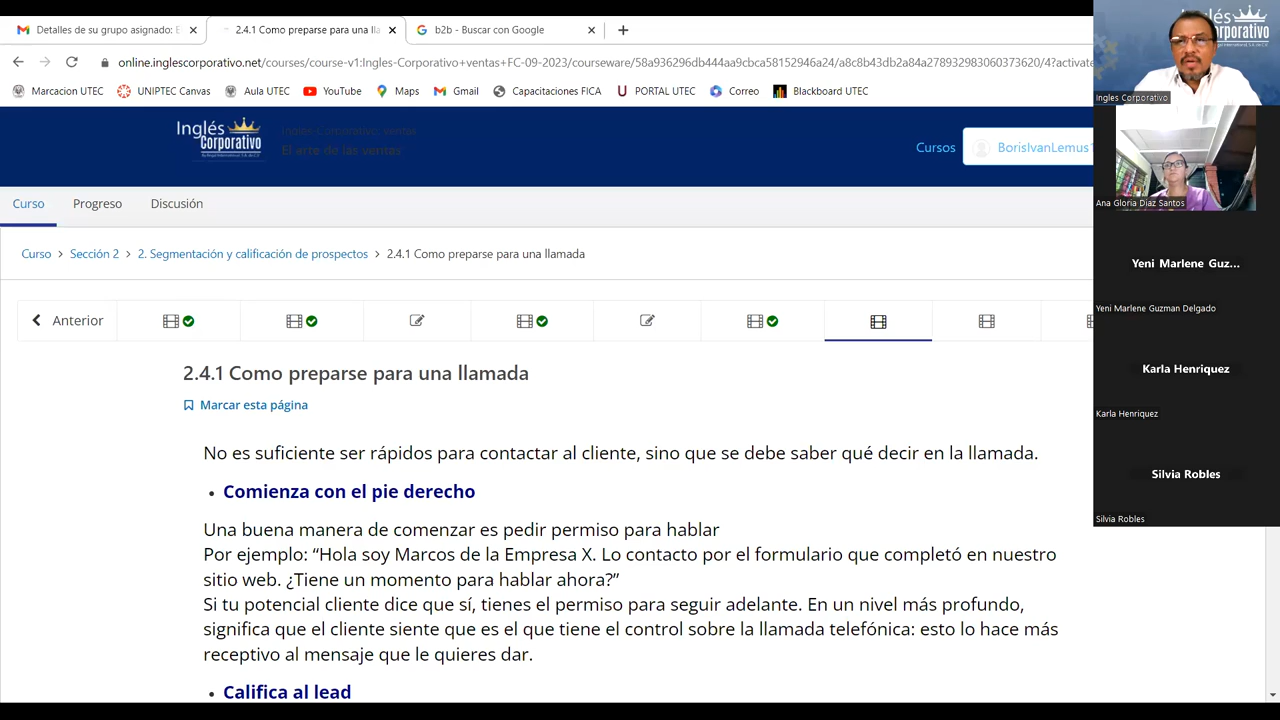 Detalles de su grupo asignado: E
2.4.1 Como preparse para una lla
b2b - Buscar con Google
online.inglescorporativo.net/courses/course-v1:Ingles-Corporativo+ventas+FC-09-2023/courseware/58a936296db444aa9cbca58152946a24/a8c8b43db2a84a278932983060373620/4?activate
Marcacion UTEC
UNIPTEC Canvas
Aula UTEC
YouTube
Maps
Gmail
Capacitaciones FICA
PORTAL UTEC
Correo
Blackboard UTEC
Inglés
Corporativo
El arte de las ventas
Cursos
BorisIvanLemus
Curso
Progreso
Discusión
Curso > Sección 2 > 2. Segmentación y calificación de prospectos > 2.4.1 Como preparse para una llamada
Anterior
2.4.1 Como preparse para una llamada
Marcar esta página
No es suficiente ser rápidos para contactar al cliente, sino que se debe saber qué decir en la llamada.
• Comienza con el pie derecho
Una buena manera de comenzar es pedir permiso para hablar
Por ejemplo: “Hola soy Marcos de la Empresa X. Lo contacto por el formulario que completó en nuestro
sitio web. ¿Tiene un momento para hablar ahora?”
Si tu potencial cliente dice que sí, tienes el permiso para seguir adelante. En un nivel más profundo,
significa que el cliente siente que es el que tiene el control sobre la llamada telefónica: esto lo hace más
receptivo al mensaje que le quieres dar.
• Califica al lead
Inglés
Corporativo
Ingles Corporativo
Ana Gloria Diaz Santos
Yeni Marlene Guz...
Yeni Marlene Guzman Delgado
Karla Henriquez
Karla Henriquez
Silvia Robles
Silvia Robles